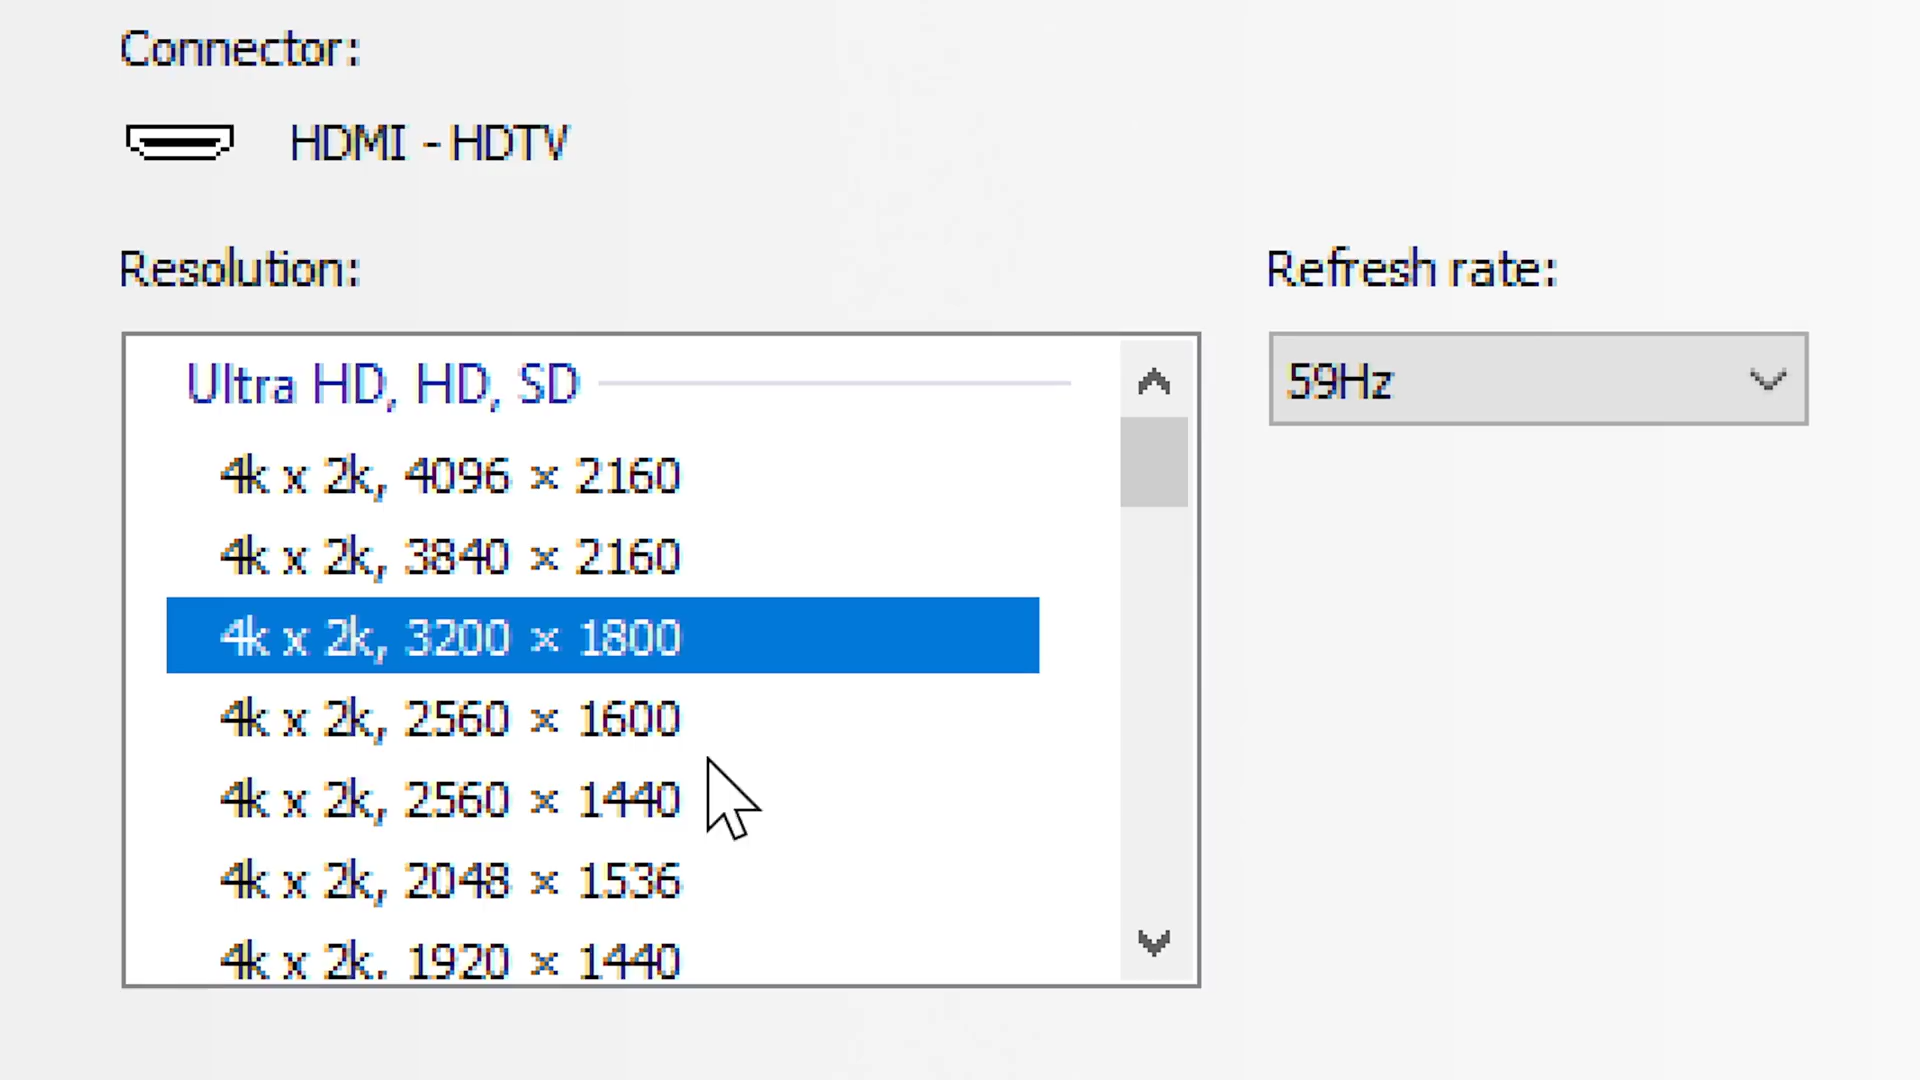 Connector:
HDMI - HDTV
Resolution:
Refresh rate:
Ultra HD, HD, SD
59Hz
4k x 2k, 4096 × 2160
4k x 2k, 3840 × 2160
4k x 2k, 3200 × 1800
4k x 2k, 2560 × 1600
4k x 2k, 2560 × 1440
4k x 2k, 2048 × 1536
4k x 2k, 1920 × 1440